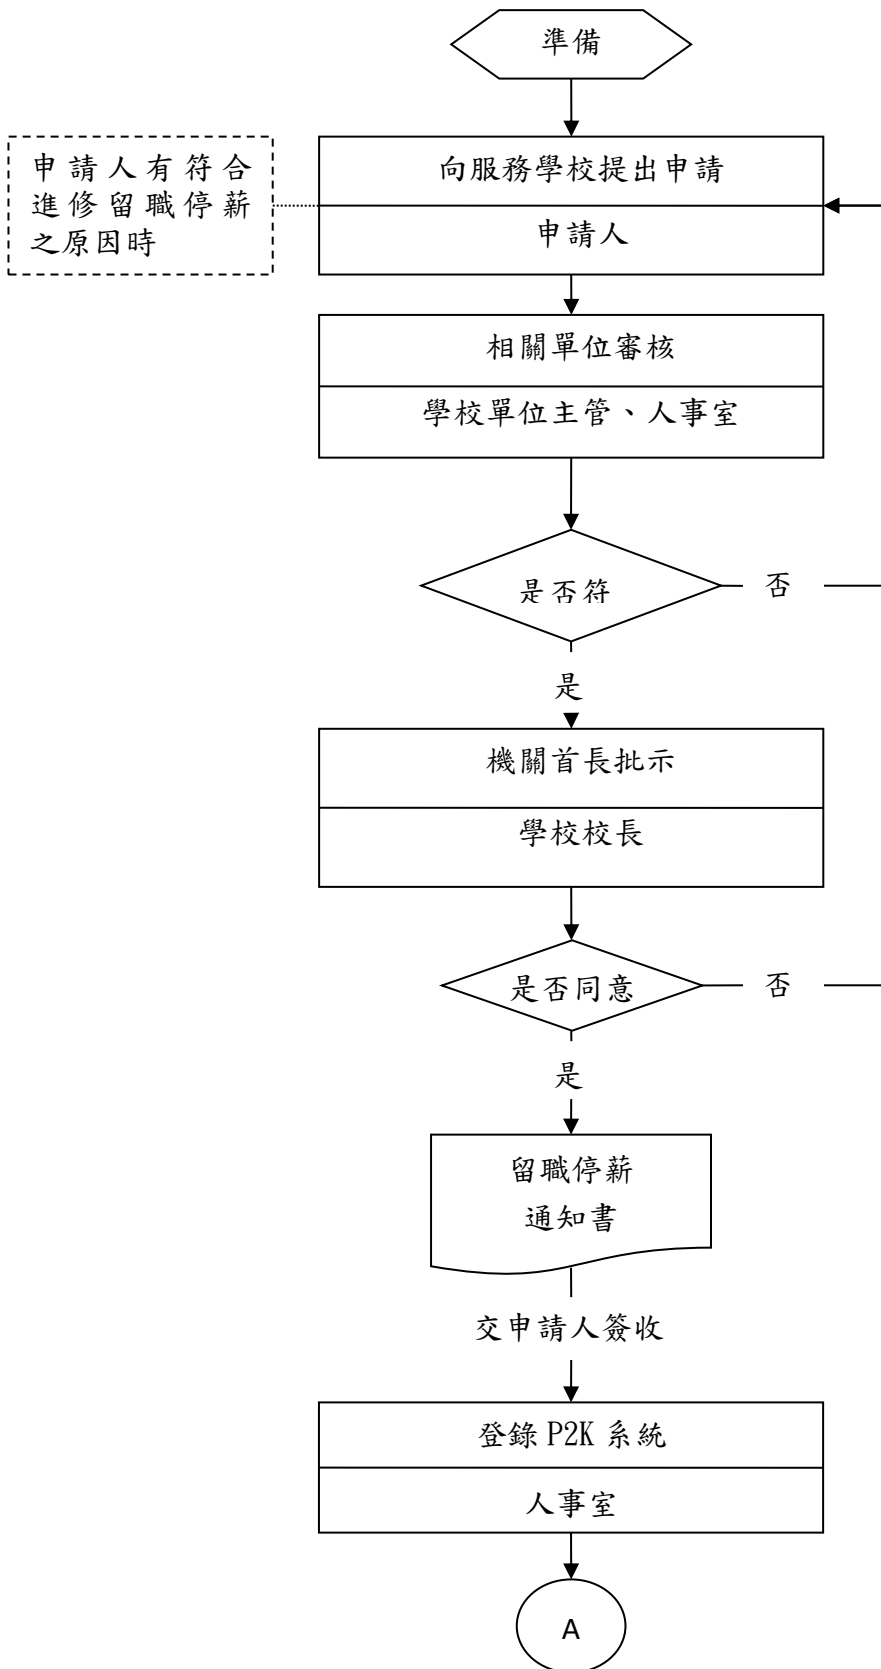 準備
申請人有符合
進修留職停薪
之原因時
向服務學校提出申請
申請人
相關單位審核
學校單位主管、人事室
是否符
否
是
機關首長批示
學校校長
是否同意
否
是
留職停薪
通知書
交申請人簽收
登錄 P2K 系統
人事室
A